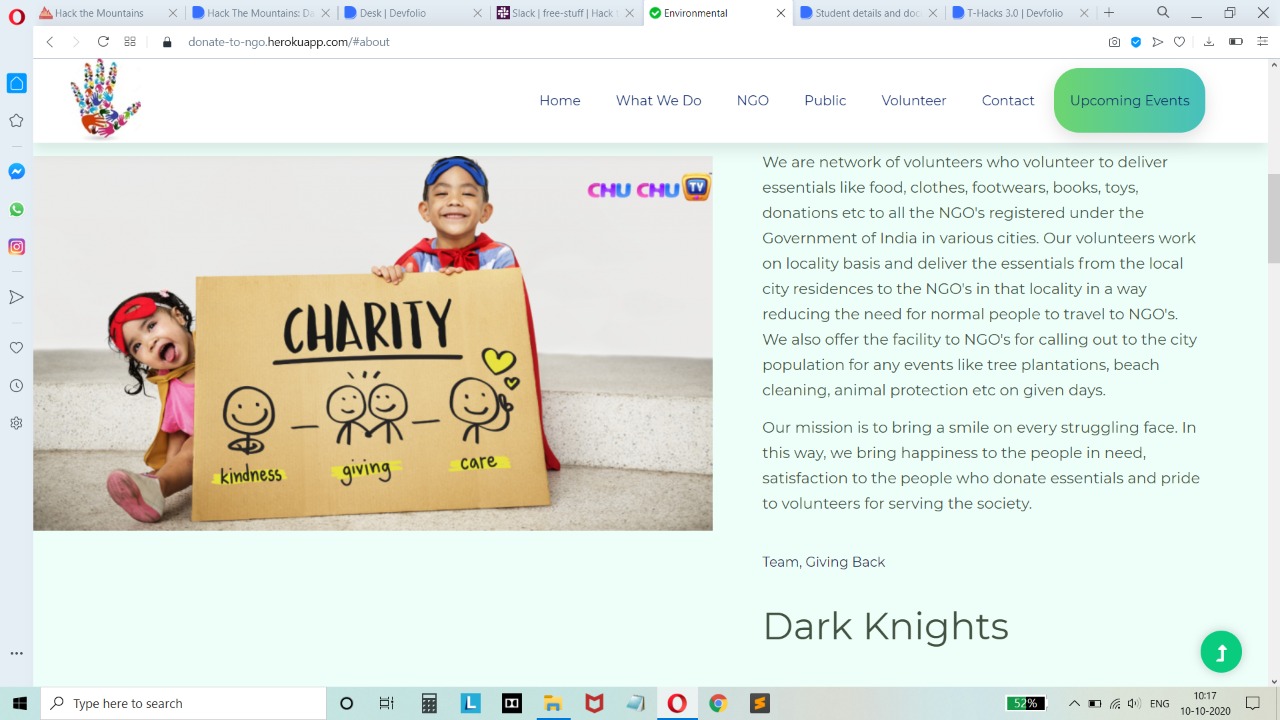 Hack the Mountains
Hack The Mountains: Da
Desk | Devfolio
Slack | free-stuff | Hack
Environmental
Student details and doc
T-Hacks 3.0 | Devfolio
donate-to-ngo.herokuapp.com/#about
Home
What We Do
NGO
Public
Volunteer
Contact
Upcoming Events
CHU CHU TV
CHARITY
kindness
giving
care
We are network of volunteers who volunteer to deliver
essentials like food, clothes, footwears, books, toys,
donations etc to all the NGO's registered under the
Government of India in various cities. Our volunteers work
on locality basis and deliver the essentials from the local
city residences to the NGO's in that locality in a way
reducing the need for normal people to travel to NGO's.
We also offer the facility to NGO's for calling out to the city
population for any events like tree plantations, beach
cleaning, animal protection etc on given days.
Our mission is to bring a smile on every struggling face. In
this way, we bring happiness to the people in need,
satisfaction to the people who donate essentials and pride
to volunteers for serving the society.
Team, Giving Back
Dark Knights
Type here to search
52%
ENG
10:17
10-10-2020